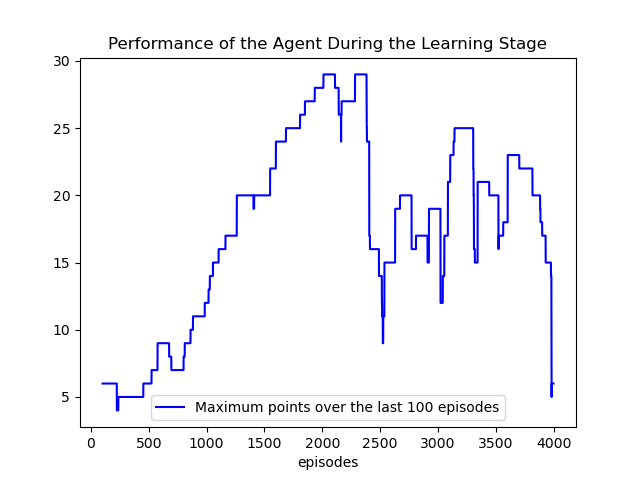 Performance of the Agent During the Learning Stage
30
25
20
15
10
5
Maximum points over the last 100 episodes
0 500 1000 1500 2000 2500 3000 3500 4000
episodes